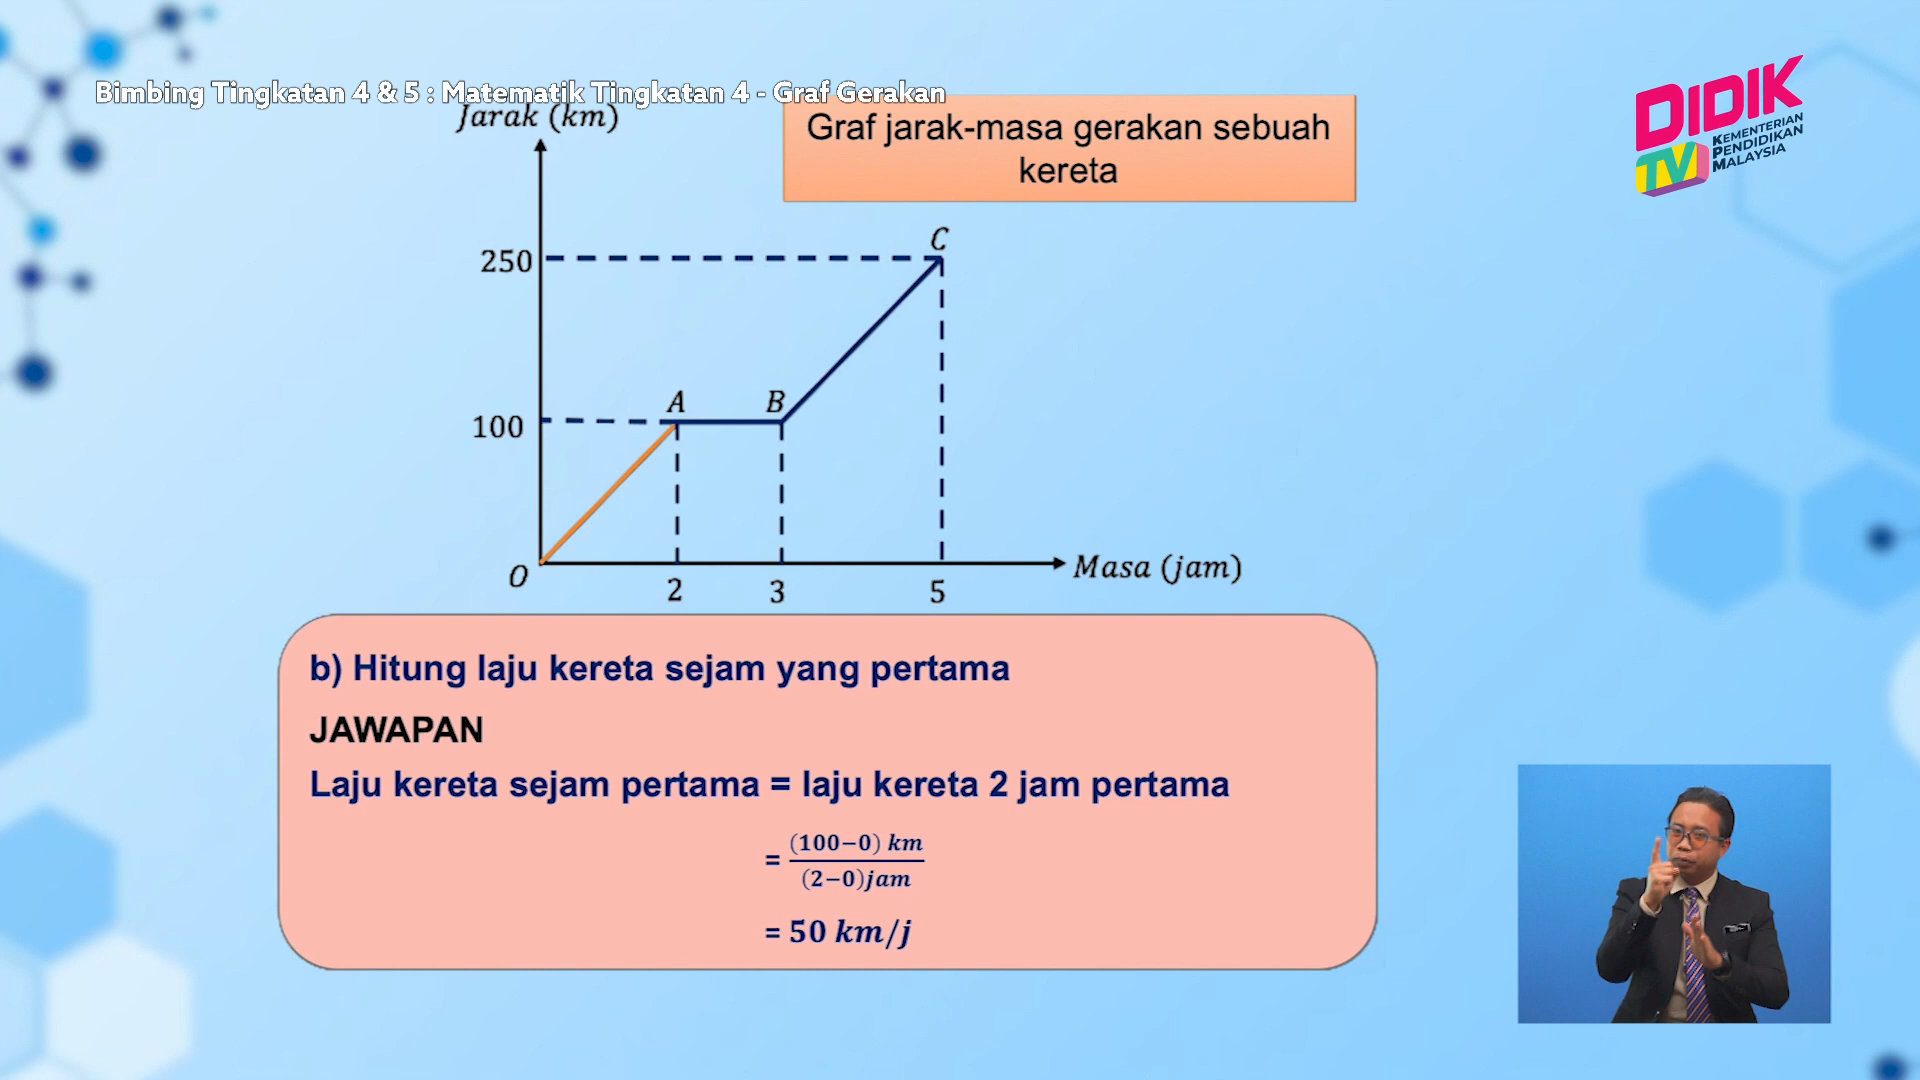 Bimbing Tingkatan 4 & 5 : Matematik Tingkatan 4 - Graf Gerakan
DIDIK
TV
KEMENTERIAN
PENDIDIKAN
MALAYSIA
Graf jarak-masa gerakan sebuah
kereta
Jarak (km)
250
100
O
A
B
C
2
3
5
Masa (jam)
b) Hitung laju kereta sejam yang pertama
JAWAPAN
Laju kereta sejam pertama = laju kereta 2 jam pertama
= (100−0) km
(2−0)jam
= 50 km/j